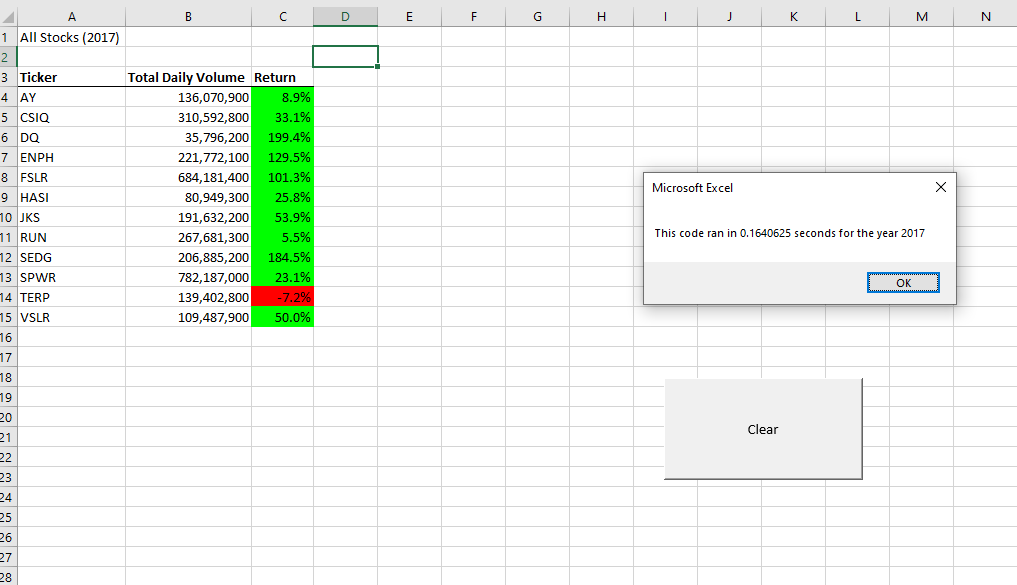 A B C D E F G H I J K L M N
1 All Stocks (2017)
2
3 Ticker Total Daily Volume Return
4 AY 136,070,900 8.9%
5 CSIQ 310,592,800 33.1%
6 DQ 35,796,200 199.4%
7 ENPH 221,772,100 129.5%
8 FSLR 684,181,400 101.3%
9 HASI 80,949,300 25.8%
10 JKS 191,632,200 53.9%
11 RUN 267,681,300 5.5%
12 SEDG 206,885,200 184.5%
13 SPWR 782,187,000 23.1%
14 TERP 139,402,800 -7.2%
15 VSLR 109,487,900 50.0%
16
17
18
19
20
21
22
23
24
25
26
27
28
Microsoft Excel
This code ran in 0.1640625 seconds for the year 2017
OK
Clear